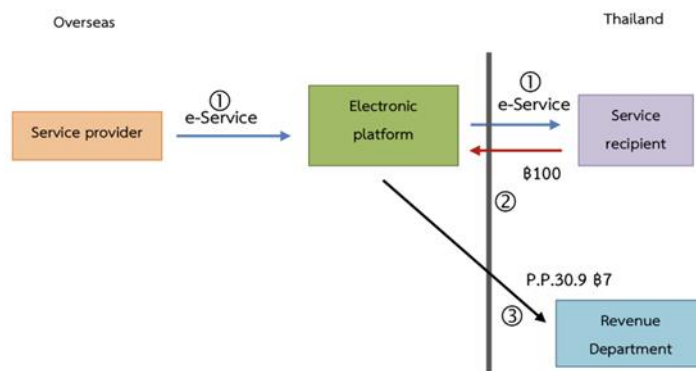 Overseas
Thailand
①
e-Service
①
e-Service
Service provider
Electronic
platform
Service
recipient
฿100
②
P.P.30.9 ฿7
③
Revenue
Department